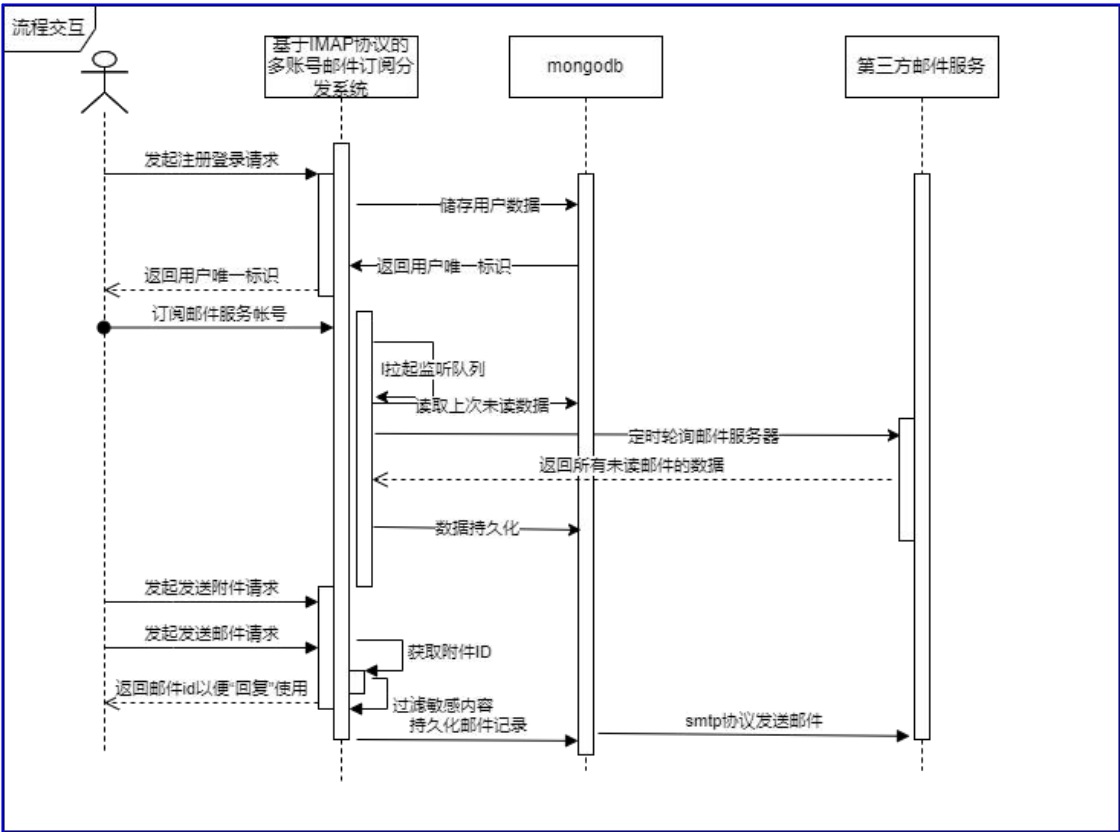 流程交互
基于IMAP协议的
多账号邮件订阅分
发系统
mongodb
第三方邮件服务
发起注册登录请求
储存用户数据
返回用户唯一标识
返回用户唯一标识
订阅邮件服务帐号
I拉起监听队列
读取上次未读数据
定时轮询邮件服务器
返回所有未读邮件的数据
数据持久化
发起发送附件请求
发起发送邮件请求
获取附件ID
返回邮件id以便“回复”使用
过滤敏感内容
持久化邮件记录
smtp协议发送邮件